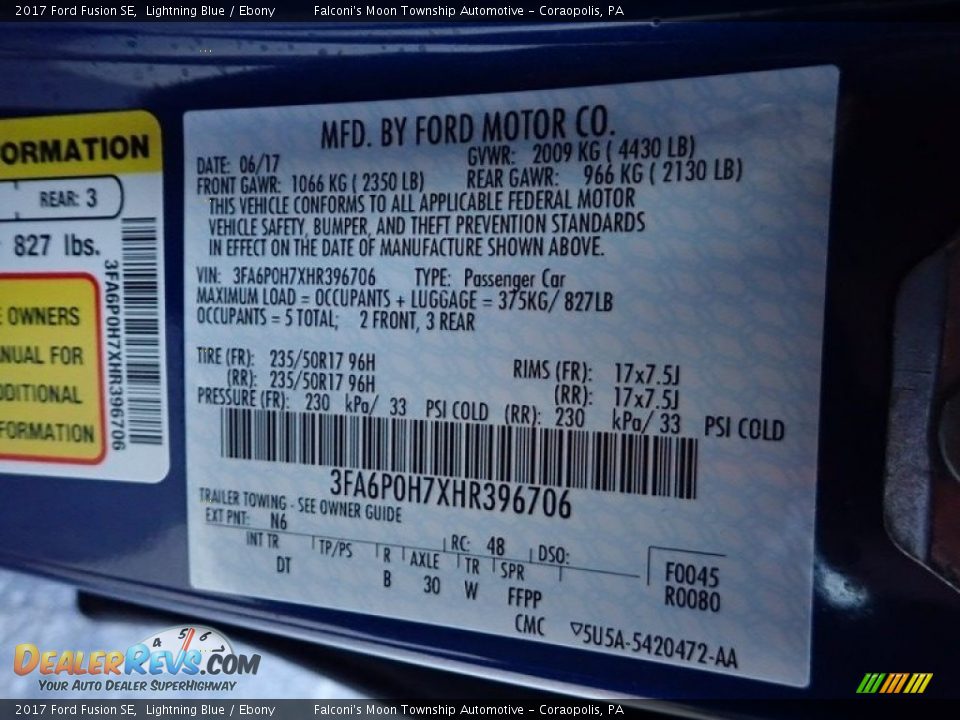 2017 Ford Fusion SE,  Lightning Blue / Ebony     Falconi's Moon Township Automotive - Coraopolis, PA
ORMATION
REAR: 3
827 lbs.
E OWNERS
NUAL FOR
DDITIONAL
FORMATION
3FA6P0H7XHR396706
MFD. BY FORD MOTOR CO.
DATE: 06/17     GVWR: 2009 KG ( 4430 LB)
FRONT GAWR: 1066 KG ( 2350 LB)     REAR GAWR: 966 KG ( 2130 LB)
THIS VEHICLE CONFORMS TO ALL APPLICABLE FEDERAL MOTOR
VEHICLE SAFETY, BUMPER, AND THEFT PREVENTION STANDARDS
IN EFFECT ON THE DATE OF MANUFACTURE SHOWN ABOVE.
VIN: 3FA6P0H7XHR396706     TYPE: Passenger Car
MAXIMUM LOAD = OCCUPANTS + LUGGAGE = 375KG/ 827LB
OCCUPANTS = 5 TOTAL;   2 FRONT, 3 REAR
TIRE (FR): 235/50R17 96H     RIMS (FR): 17x7.5J
(RR): 235/50R17 96H     (RR): 17x7.5J
PRESSURE (FR): 230 kPa/ 33 PSI COLD (RR): 230 kPa/ 33 PSI COLD
3FA6P0H7XHR396706
TRAILER TOWING - SEE OWNER GUIDE
EXT PNT: N6     RC: 48     DSO:
INT TR     TP/PS     R     AXLE     TR     SPR     F0045
DT     B     30     W     FFPP     R0080
CMC     ▽5U5A-5420472-AA
4 5 6
DEALERREVS.COM
YOUR AUTO DEALER SUPERHIGHWAY
2017 Ford Fusion SE,  Lightning Blue / Ebony     Falconi's Moon Township Automotive - Coraopolis, PA